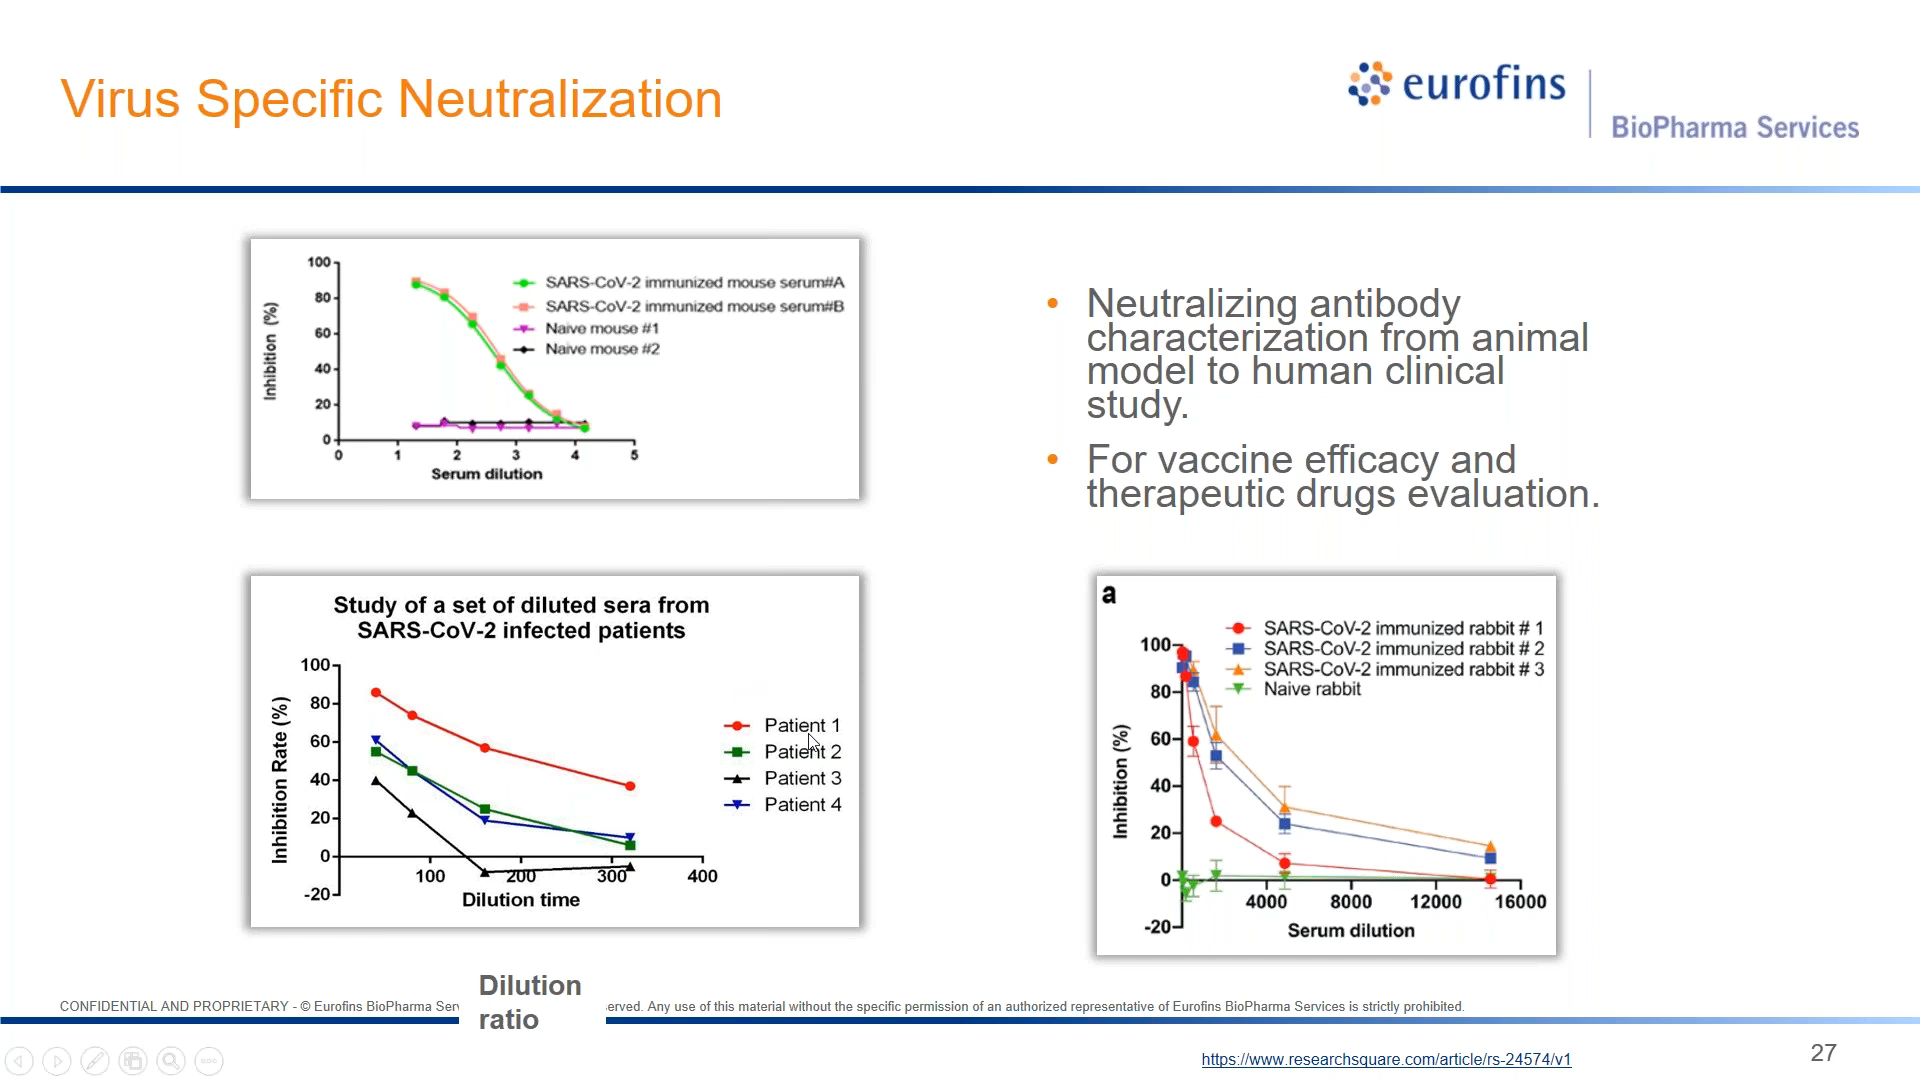 Virus Specific Neutralization
eurofins
BioPharma Services
100
80
60
40
20
0
Inhibition (%)
SARS-CoV-2 immunized mouse serum#A
SARS-CoV-2 immunized mouse serum#B
Naive mouse #1
Naive mouse #2
0 1 2 3 4 5
Serum dilution
• Neutralizing antibody
characterization from animal
model to human clinical
study.
• For vaccine efficacy and
therapeutic drugs evaluation.
Study of a set of diluted sera from
SARS-CoV-2 infected patients
100
80
60
40
20
0
-20
Inhibition Rate (%)
Patient 1
Patient 2
Patient 3
Patient 4
100 200 300 400
Dilution time
a
SARS-CoV-2 immunized rabbit # 1
SARS-CoV-2 immunized rabbit # 2
SARS-CoV-2 immunized rabbit # 3
Naive rabbit
100
80
60
40
20
0
-20
Inhibition (%)
4000 8000 12000 16000
Serum dilution
Dilution
ratio
CONFIDENTIAL AND PROPRIETARY - © Eurofins BioPharma Ser erved. Any use of this material without the specific permission of an authorized representative of Eurofins BioPharma Services is strictly prohibited.
https://www.researchsquare.com/article/rs-24574/v1
27